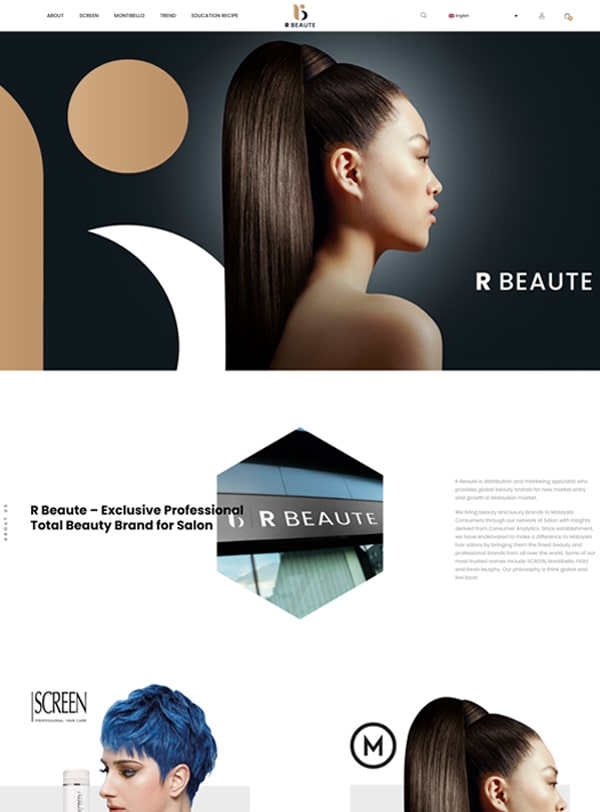 ABOUT SCREEN MONTIBELLO TREND EDUCATION RECIPE
R BEAUTE
English
R BEAUTE
ABOUT US
R Beaute – Exclusive Professional
Total Beauty Brand for Salon
R BEAUTE
R Beaute is distribution and marketing specialist who
provides global beauty brands for new market entry
and growth in Malaysian market.
We bring beauty and luxury brands to Malaysia
Consumers through our network of Salon with insights
derived from Consumer Analytics. Since establishment,
we have endeavored to make a difference to Malaysia
hair salons by bringing them the finest beauty and
professional brands from all over the world. Some of our
most trusted names include SCREEN, Montibello,
and Kevin Murphy. Our philosophy is think global and
live local.
SCREEN
PROFESSIONAL HAIR CARE
M